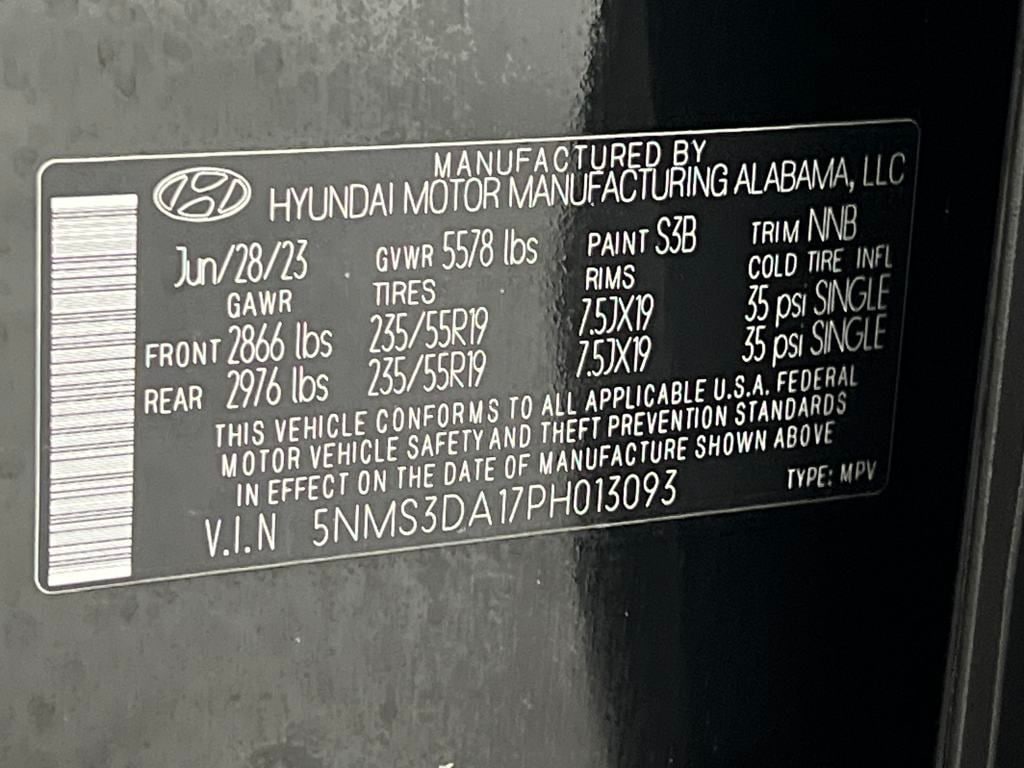 MANUFACTURED BY
HYUNDAI MOTOR MANUFACTURING ALABAMA, LLC
Jun/28/23 GVWR 5578 lbs PAINT S3B TRIM NNB
GAWR TIRES RIMS COLD TIRE INFL
FRONT 2866 lbs 235/55R19 7.5JX19 35 psi SINGLE
REAR 2976 lbs 235/55R19 7.5JX19 35 psi SINGLE
THIS VEHICLE CONFORMS TO ALL APPLICABLE U.S.A. FEDERAL
MOTOR VEHICLE SAFETY AND THEFT PREVENTION STANDARDS
IN EFFECT ON THE DATE OF MANUFACTURE SHOWN ABOVE
V.I.N 5NMS3DA17PH013093 TYPE: MPV